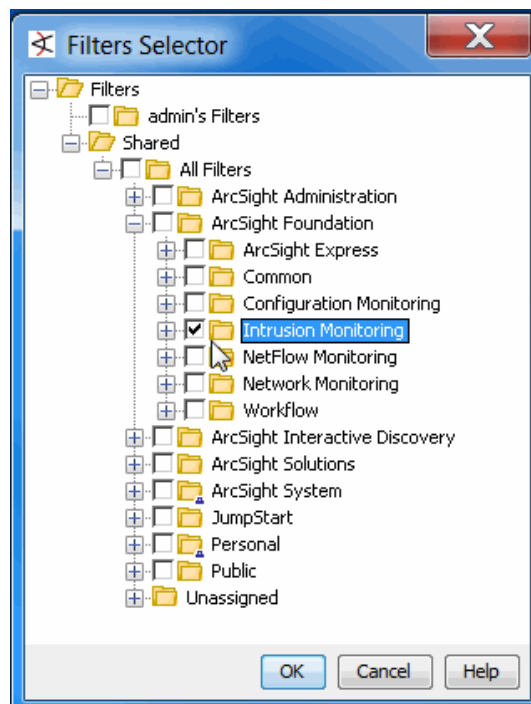 Filters Selector
Filters
admin's Filters
Shared
All Filters
ArcSight Administration
ArcSight Foundation
ArcSight Express
Common
Configuration Monitoring
Intrusion Monitoring
NetFlow Monitoring
Network Monitoring
Workflow
ArcSight Interactive Discovery
ArcSight Solutions
ArcSight System
JumpStart
Personal
Public
Unassigned
OK Cancel Help